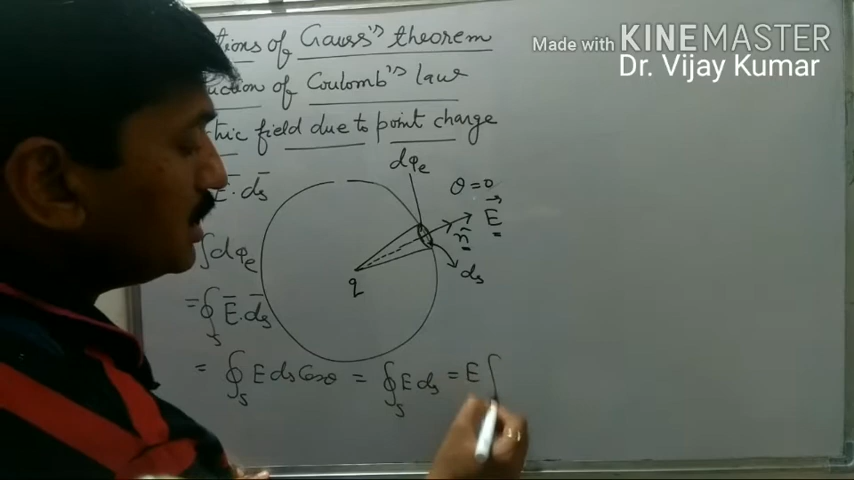 tions of Gauss's theorem
Made with KINEMASTER
Dr. Vijay Kumar
uction of Coulomb's law
tric field due to point charge
dφe
θ = 0
E . ds
E
n
∫dφe
ds
q
= ∮s E . ds
= ∮s E ds Cosθ = ∮s E ds = E ∫